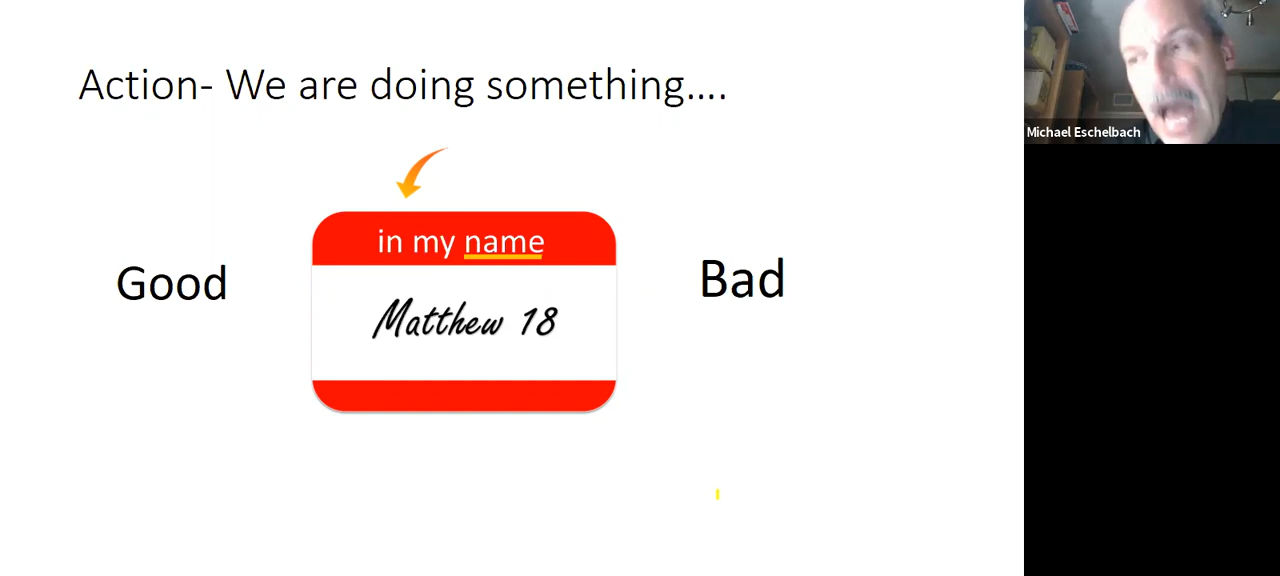 Action- We are doing something....
in my name
Good
Matthew 18
Bad
Michael Eschelbach